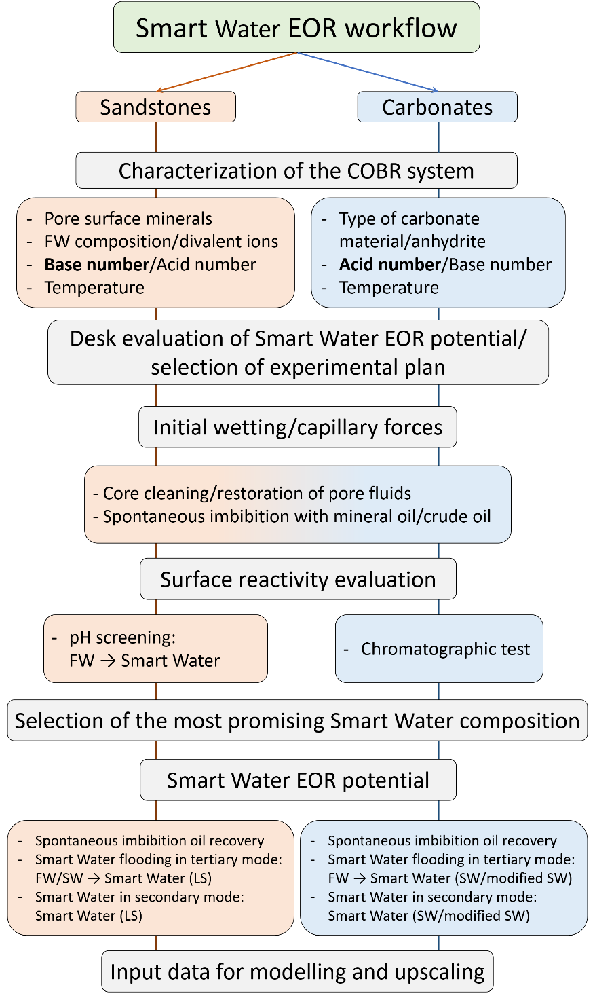 Smart Water EOR workflow
Sandstones
Carbonates
Characterization of the COBR system
- Pore surface minerals
- FW composition/divalent ions
- Base number/Acid number
- Temperature
- Type of carbonate
material/anhydrite
- Acid number/Base number
- Temperature
Desk evaluation of Smart Water EOR potential/
selection of experimental plan
Initial wetting/capillary forces
- Core cleaning/restoration of pore fluids
- Spontaneous imbibition with mineral oil/crude oil
Surface reactivity evaluation
- pH screening:
FW → Smart Water
- Chromatographic test
Selection of the most promising Smart Water composition
Smart Water EOR potential
- Spontaneous imbibition oil recovery
- Smart Water flooding in tertiary mode:
FW/SW → Smart Water (LS)
- Smart Water in secondary mode:
Smart Water (LS)
- Spontaneous imbibition oil recovery
- Smart Water flooding in tertiary mode:
FW → Smart Water (SW/modified SW)
- Smart Water in secondary mode:
Smart Water (SW/modified SW)
Input data for modelling and upscaling